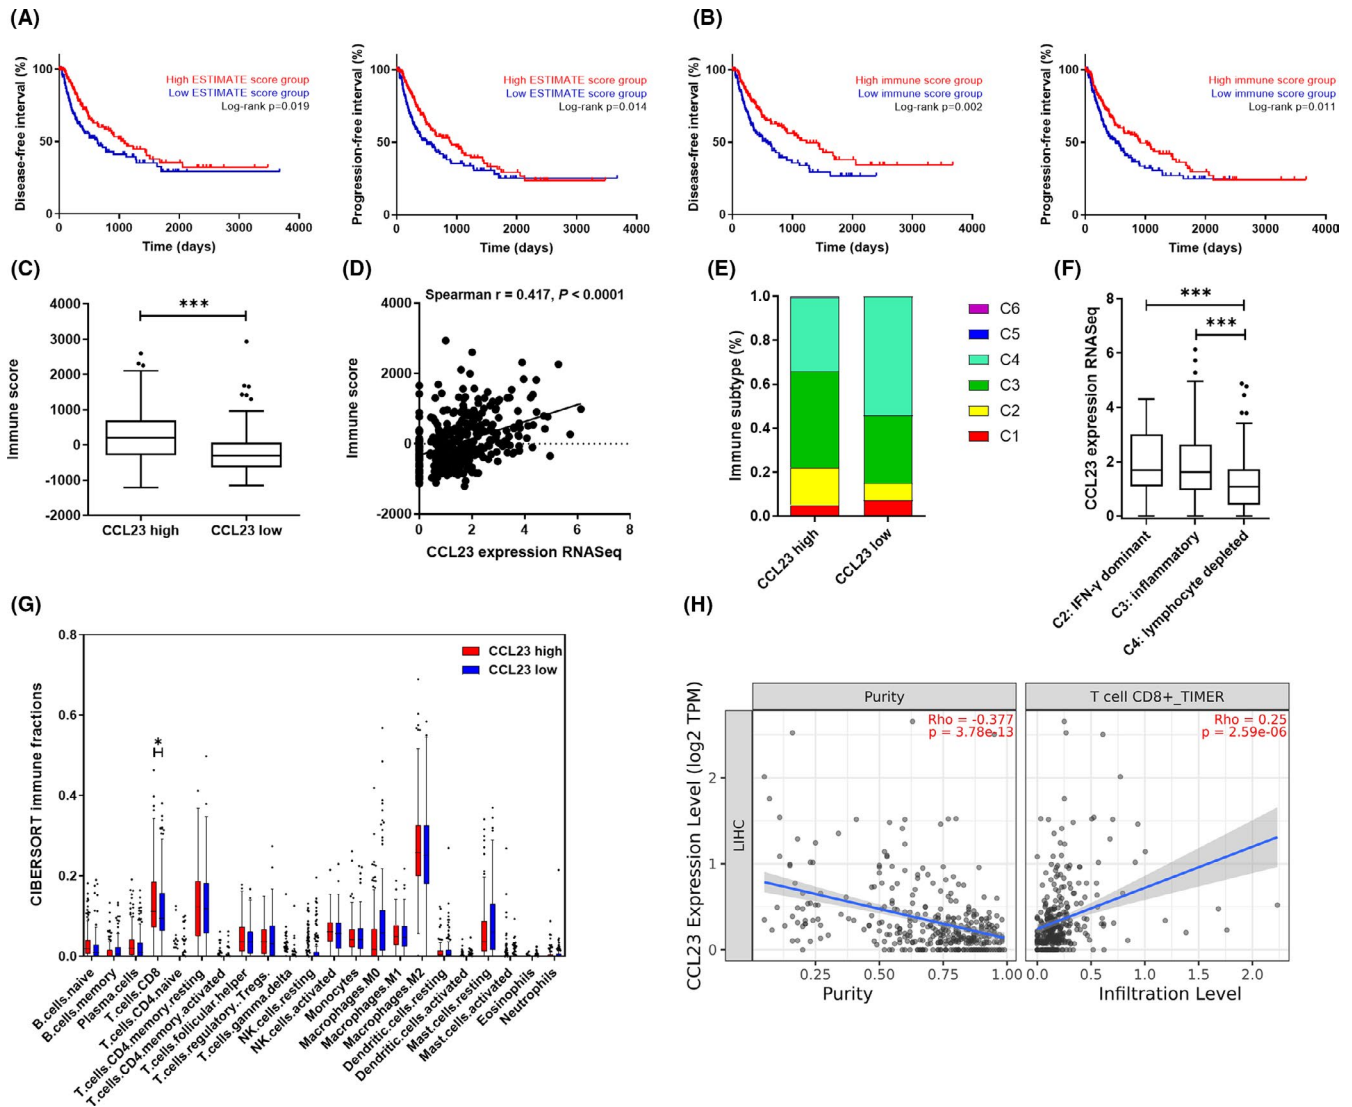 (A)
Disease-free interval (%)
100
50
0
High ESTIMATE score group
Low ESTIMATE score group
Log-rank p=0.019
0 1000 2000 3000 4000
Time (days)
Progression-free interval (%)
100
50
0
High ESTIMATE score group
Low ESTIMATE score group
Log-rank p=0.014
0 1000 2000 3000 4000
Time (days)
(B)
Disease-free interval (%)
100
50
0
High immune score group
Low immune score group
Log-rank p=0.002
0 1000 2000 3000 4000
Time (days)
Progression-free interval (%)
100
50
0
High immune score group
Low immune score group
Log-rank p=0.011
0 1000 2000 3000 4000
Time (days)
(C)
Immune score
4000
3000
2000
1000
0
-1000
-2000
***
CCL23 high CCL23 low
(D)
Spearman r = 0.417, P < 0.0001
Immune score
4000
2000
0
-2000
0 2 4 6 8
CCL23 expression RNASeq
(E)
Immune subtype (%)
1.0
0.8
0.6
0.4
0.2
0.0
CCL23 high
CCL23 low
C6
C5
C4
C3
C2
C1
(F)
CCL23 expression RNASeq
8
6
4
2
0
***
***
C2: IFN-γ dominant
C3: inflammatory
C4: lymphocyte depleted
(G)
CIBERSORT immune fractions
0.8
0.6
0.4
0.2
0.0
CCL23 high
CCL23 low
*
B.cells.naive
B.cells.memory
Plasma.cells
T.cells.CD8
T.cells.CD4.naive
T.cells.CD4.memory.resting
T.cells.CD4.memory.activated
T.cells.follicular.helper
T.cells.regulatory..Tregs.
T.cells.gamma.delta
NK.cells.resting
NK.cells.activated
Monocytes
Macrophages.M0
Macrophages.M1
Macrophages.M2
Dendritic.cells.resting
Dendritic.cells.activated
Mast.cells.resting
Mast.cells.activated
Eosinophils
Neutrophils
(H)
CCL23 Expression Level (log2 TPM)
LIHC
2
1
0
Purity
Rho = -0.377
p = 3.78e-13
0.25 0.50 0.75 1.00
Purity
T cell CD8+_TIMER
Rho = 0.25
p = 2.59e-06
0.0 0.5 1.0 1.5 2.0
Infiltration Level